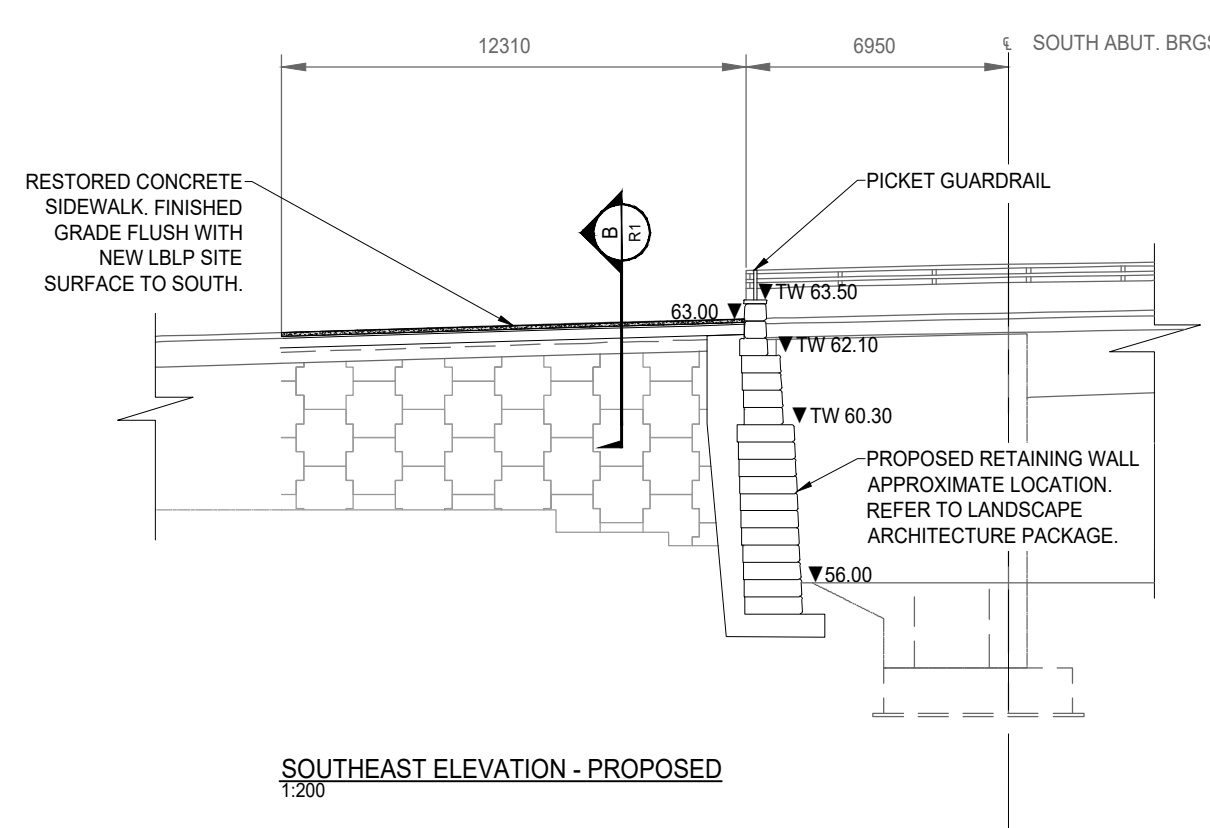 12310
6950
℄ SOUTH ABUT. BRGS
RESTORED CONCRETE
SIDEWALK. FINISHED
GRADE FLUSH WITH
NEW LBLP SITE
SURFACE TO SOUTH.
PICKET GUARDRAIL
B
R1
TW 63.50
63.00
TW 62.10
TW 60.30
PROPOSED RETAINING WALL
APPROXIMATE LOCATION.
REFER TO LANDSCAPE
ARCHITECTURE PACKAGE.
56.00
SOUTHEAST ELEVATION - PROPOSED
1:200